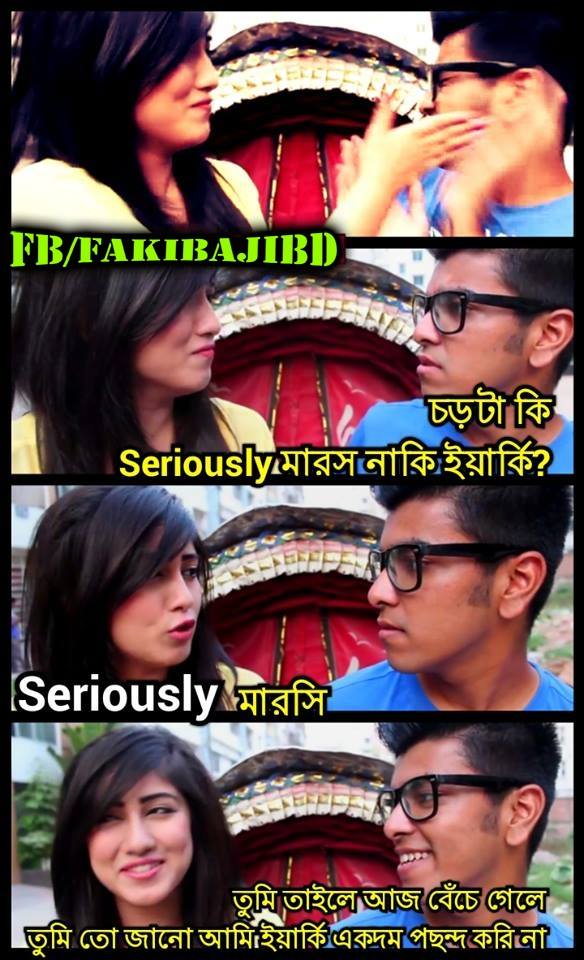 FB/FAKIBAJIBD
চড়টা কি
Seriously মারস নাকি ইয়ার্কি?
Seriously মারসি
তুমি তাইলে আজ বেঁচে গেলে
তুমি তো জানো আমি ইয়ার্কি একদম পছন্দ করি না